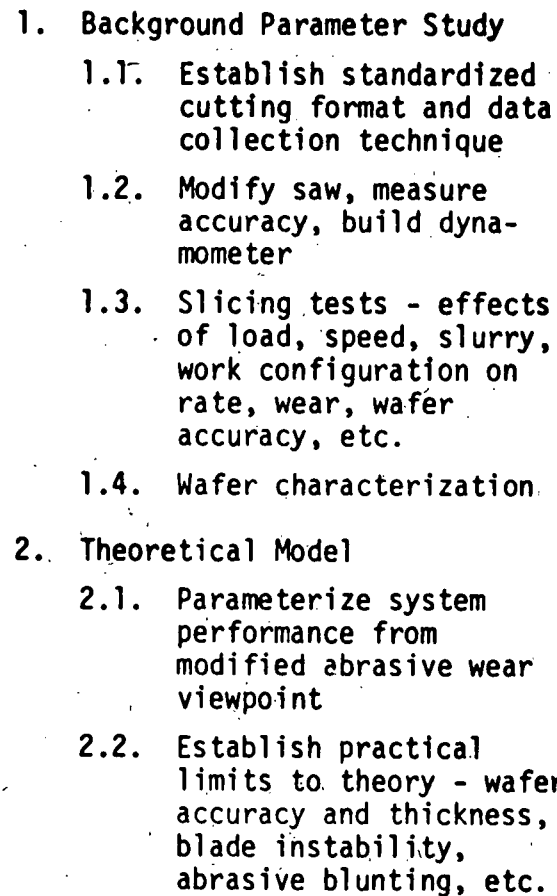 1. Background Parameter Study
1.1. Establish standardized
cutting format and data
collection technique
1.2. Modify saw, measure
accuracy, build dyna-
mometer
1.3. Slicing tests - effects
of load, speed, slurry,
work configuration on
rate, wear, wafer
accuracy, etc.
1.4. Wafer characterization
2. Theoretical Model
2.1. Parameterize system
performance from
modified abrasive wear
viewpoint
2.2. Establish practical
limits to theory - wafer
accuracy and thickness,
blade instability,
abrasive blunting, etc.